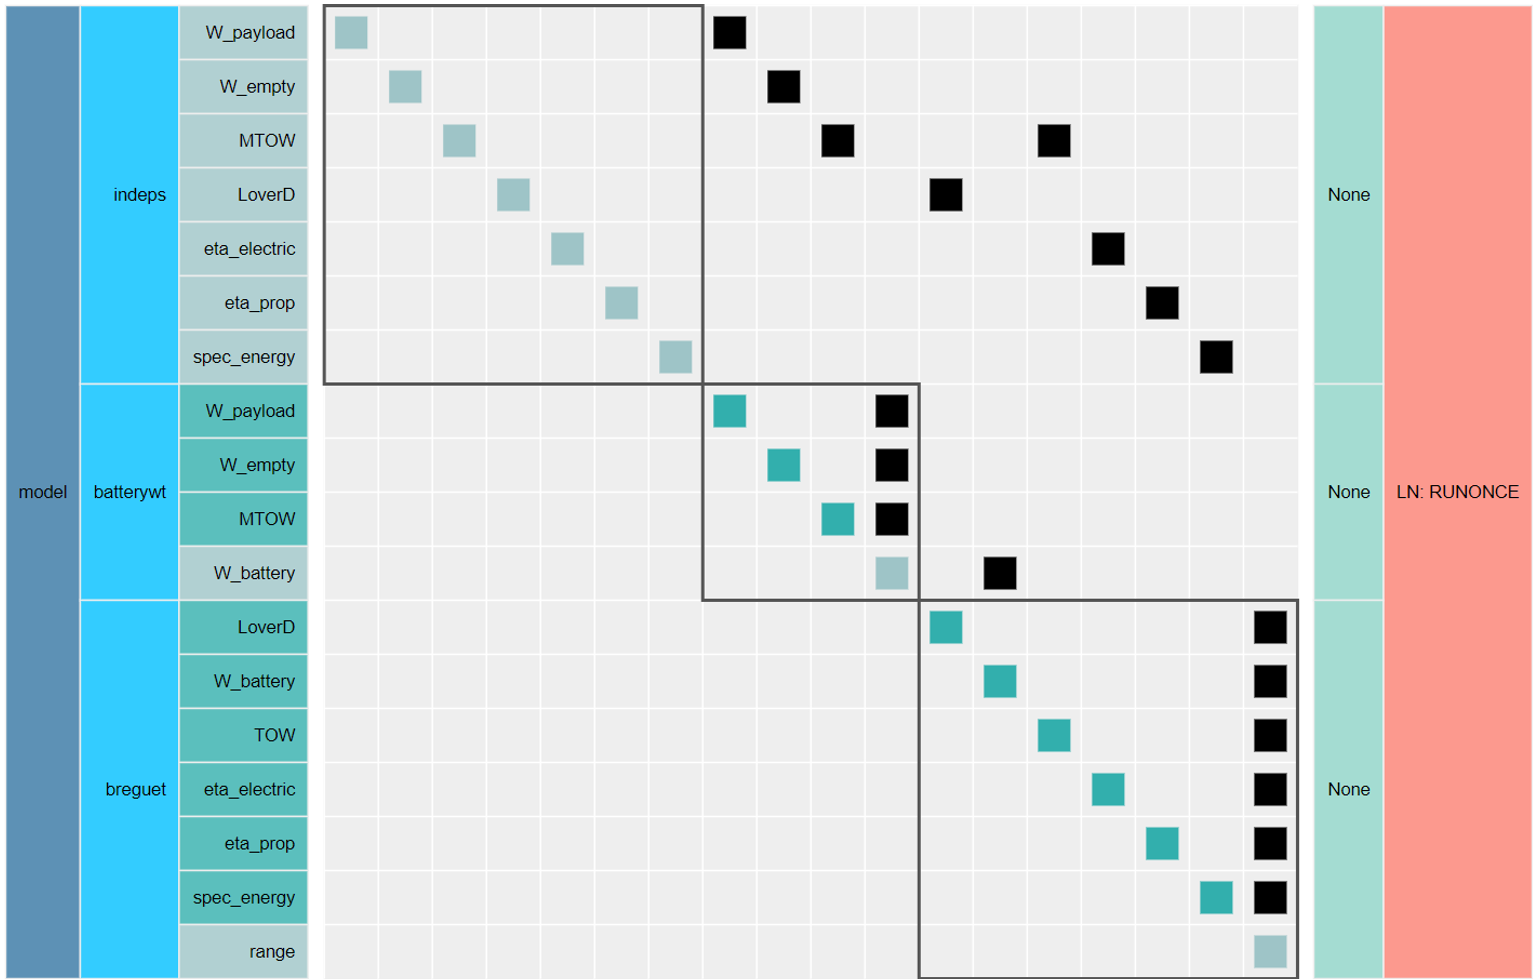 model
indeps
W_payload
W_empty
MTOW
LoverD
eta_electric
eta_prop
spec_energy
None
batterywt
W_payload
W_empty
MTOW
W_battery
None
LN: RUNONCE
breguet
LoverD
W_battery
TOW
eta_electric
eta_prop
spec_energy
range
None